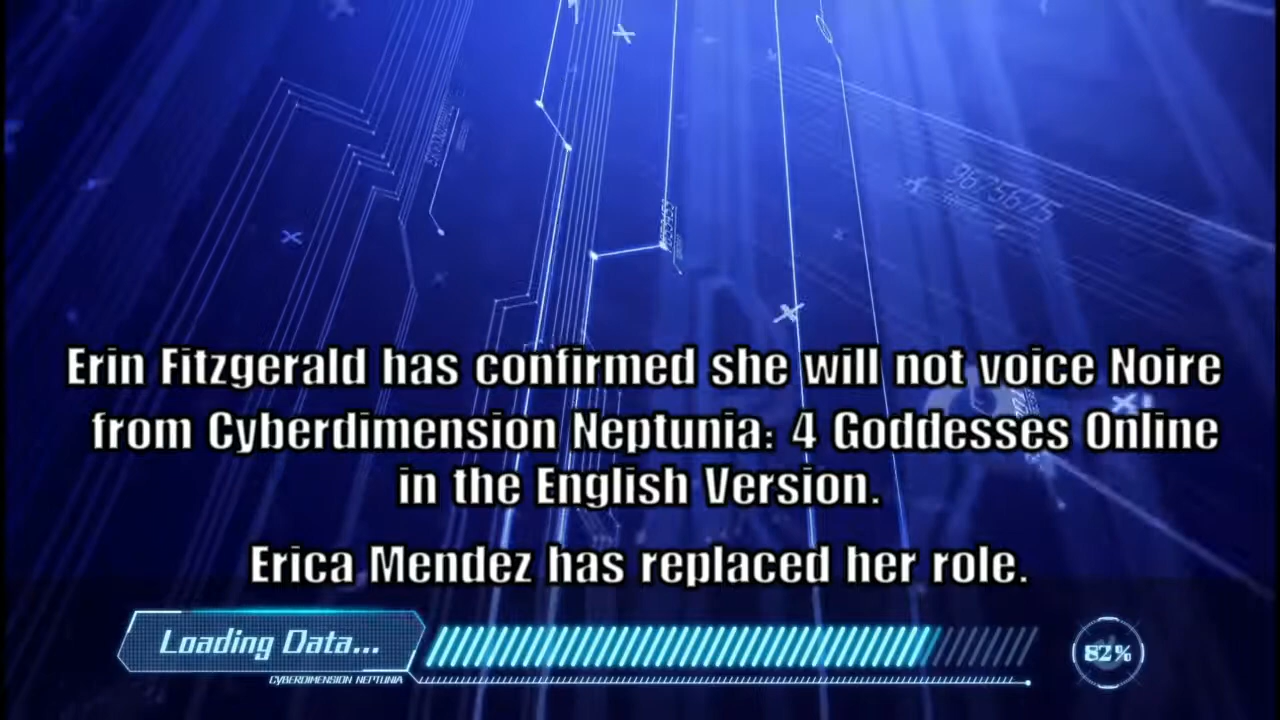 9675675
Erin Fitzgerald has confirmed she will not voice Noire
from Cyberdimension Neptunia: 4 Goddesses Online
in the English Version.
Erica Mendez has replaced her role.
Loading Data...
82%
CYBERDIMENSION NEPTUNIA